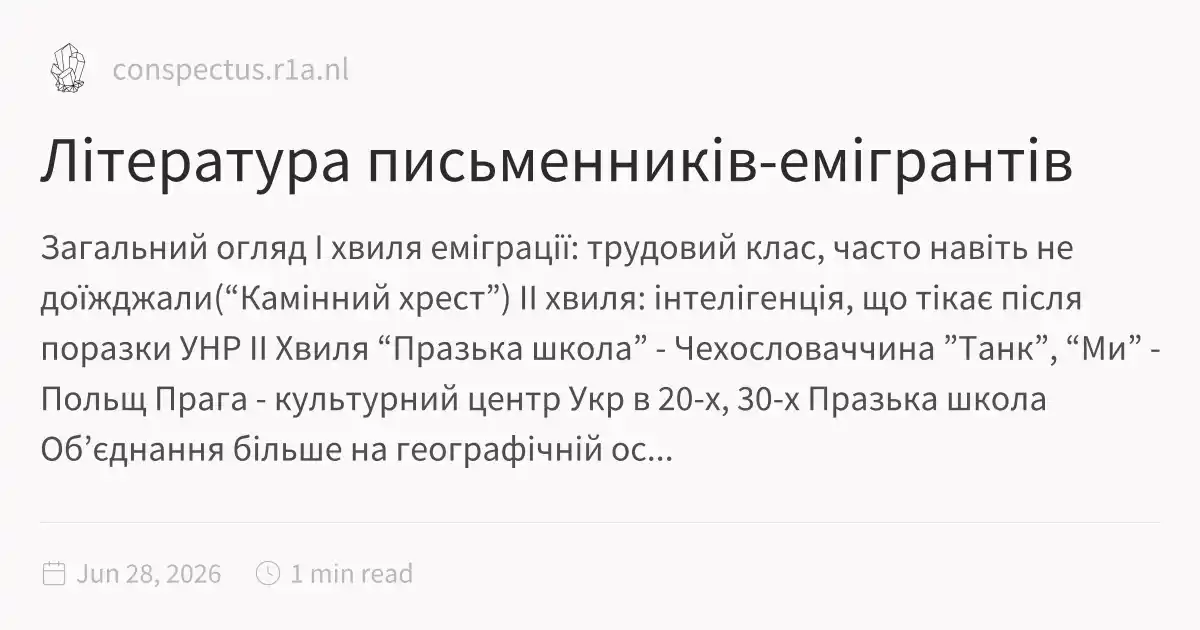 conspectus.r1a.nl
Література письменників-емігрантів
Загальний огляд І хвиля еміграції: трудовий клас, часто навіть не
доїжджали(“Камінний хрест”) ІІ хвиля: інтелігенція, що тікає після
поразки УНР ІІ Хвиля “Празька школа” - Чехословаччина ”Танк”, “Ми” -
Польщ Прага - культурний центр Укр в 20-х, 30-х Празька школа
Об’єднання більше на географічній ос...
Jun 28, 2026 1 min read